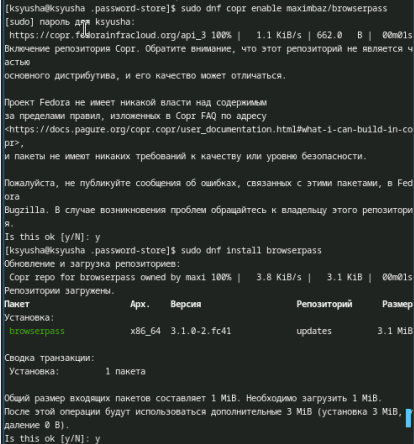 [ksyusha@ksyusha .password-store]$ sudo dnf copr enable maximbaz/browserpass
[sudo] пароль для ksyusha:
https://copr.fedorainfracloud.org/api_3 100% | 1.1 KiB/s | 662.0 B | 00m01s
Включение репозитория Copr. Обратите внимание, что этот репозиторий не является ч
астью
основного дистрибутива, и его качество может отличаться.
Проект Fedora не имеет никакой власти над содержимым
за пределами правил, изложенных в Copr FAQ по адресу
<https://docs.pagure.org/copr.copr/user_documentation.html#what-i-can-build-in-co
pr>,
и пакеты не имеют никаких требований к качеству или уровню безопасности.
Пожалуйста, не публикуйте сообщения об ошибках, связанных с этими пакетами, в Fed
ora
Bugzilla. В случае возникновения проблем обращайтесь к владельцу этого репозитори
я.
Is this ok [y/N]: y
[ksyusha@ksyusha .password-store]$ sudo dnf install browserpass
Обновление и загрузка репозиториев:
Copr repo for browserpass owned by maxi 100% | 3.8 KiB/s | 3.1 KiB | 00m01s
Репозитории загружены.
Пакет Арх. Версия Репозиторий Размер
Установка:
browserpass x86_64 3.1.0-2.fc41 updates 3.1 MiB
Сводка транзакции:
Установка: 1 пакета
Общий размер входящих пакетов составляет 1 MiB. Необходимо загрузить 1 MiB.
После этой операции будут использоваться дополнительные 3 MiB (установка 3 MiB, у
даление 0 B).
Is this ok [y/N]: y